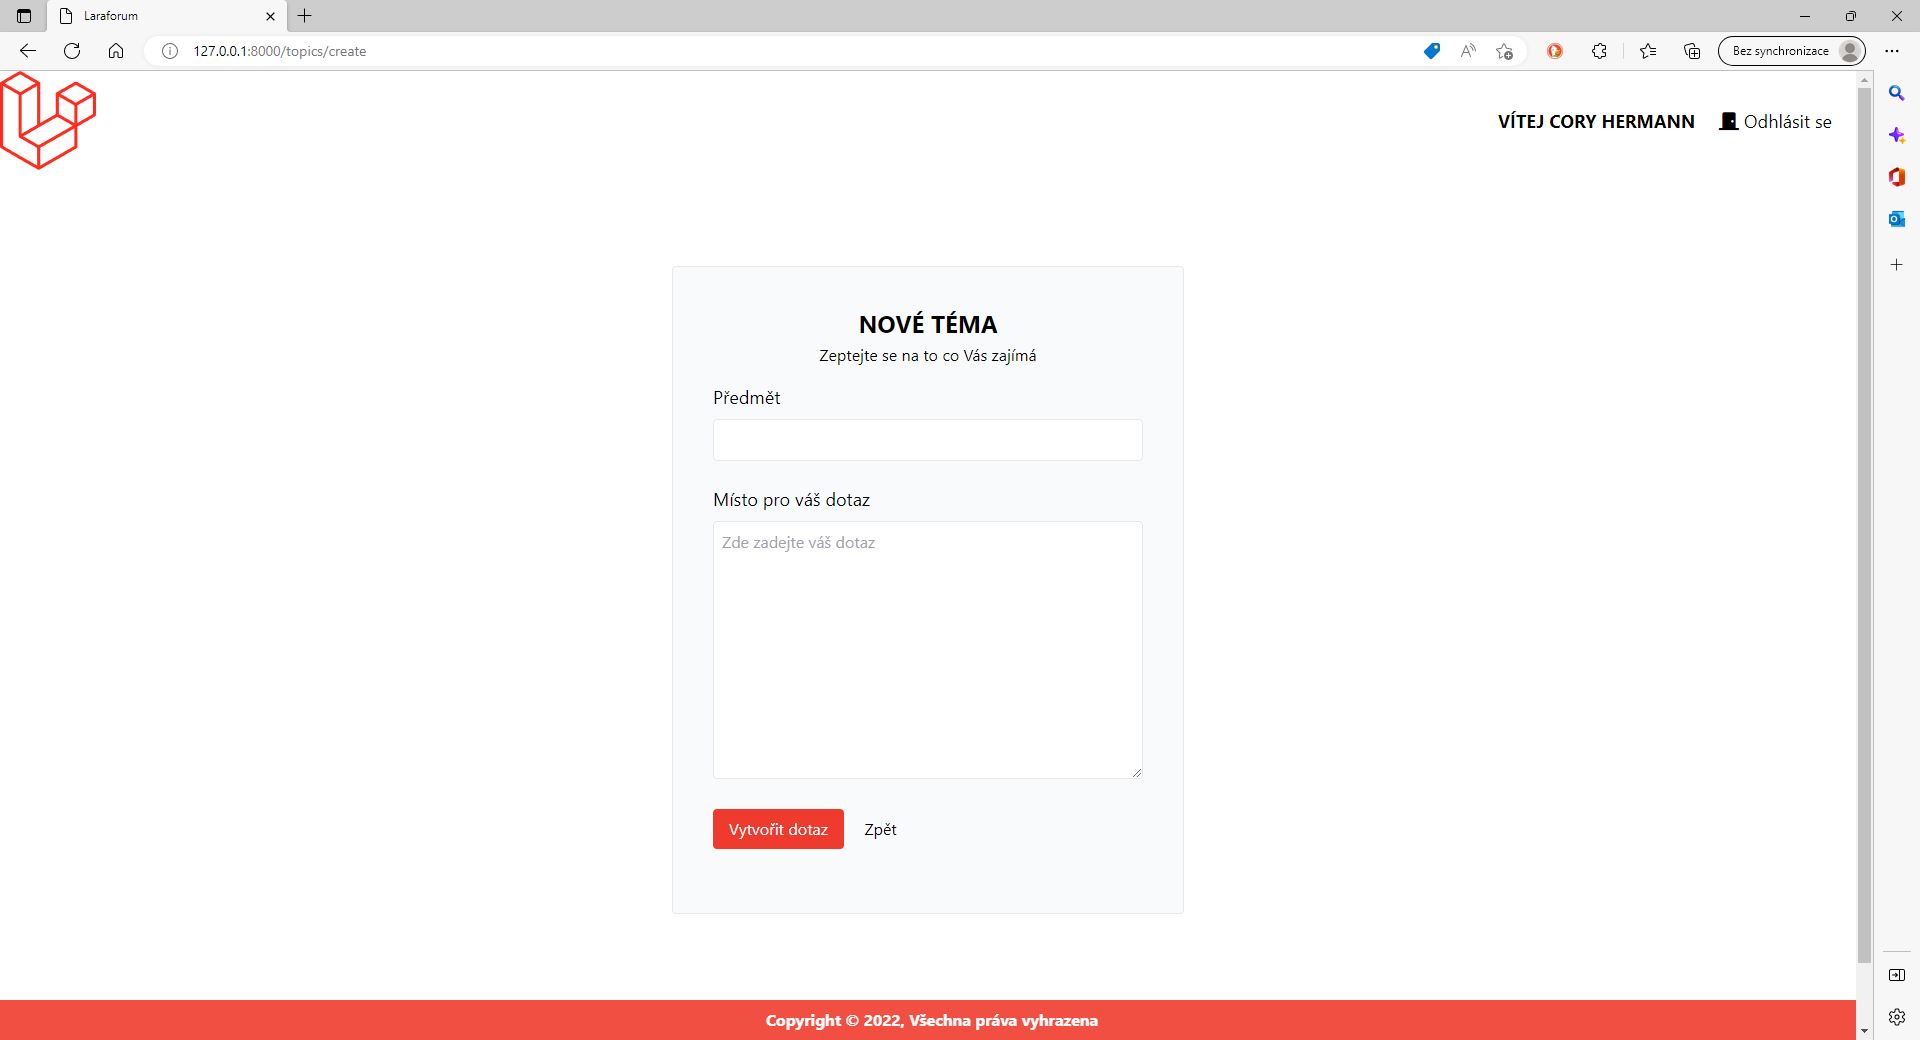 Laraforum
127.0.0.1:8000/topics/create
Bez synchronizace
VÍTEJ CORY HERMANN
Odhlásit se
NOVÉ TÉMA
Zeptejte se na to co Vás zajímá
Předmět
Místo pro váš dotaz
Zde zadejte váš dotaz
Vytvořit dotaz
Zpět
Copyright © 2022, Všechna práva vyhrazena